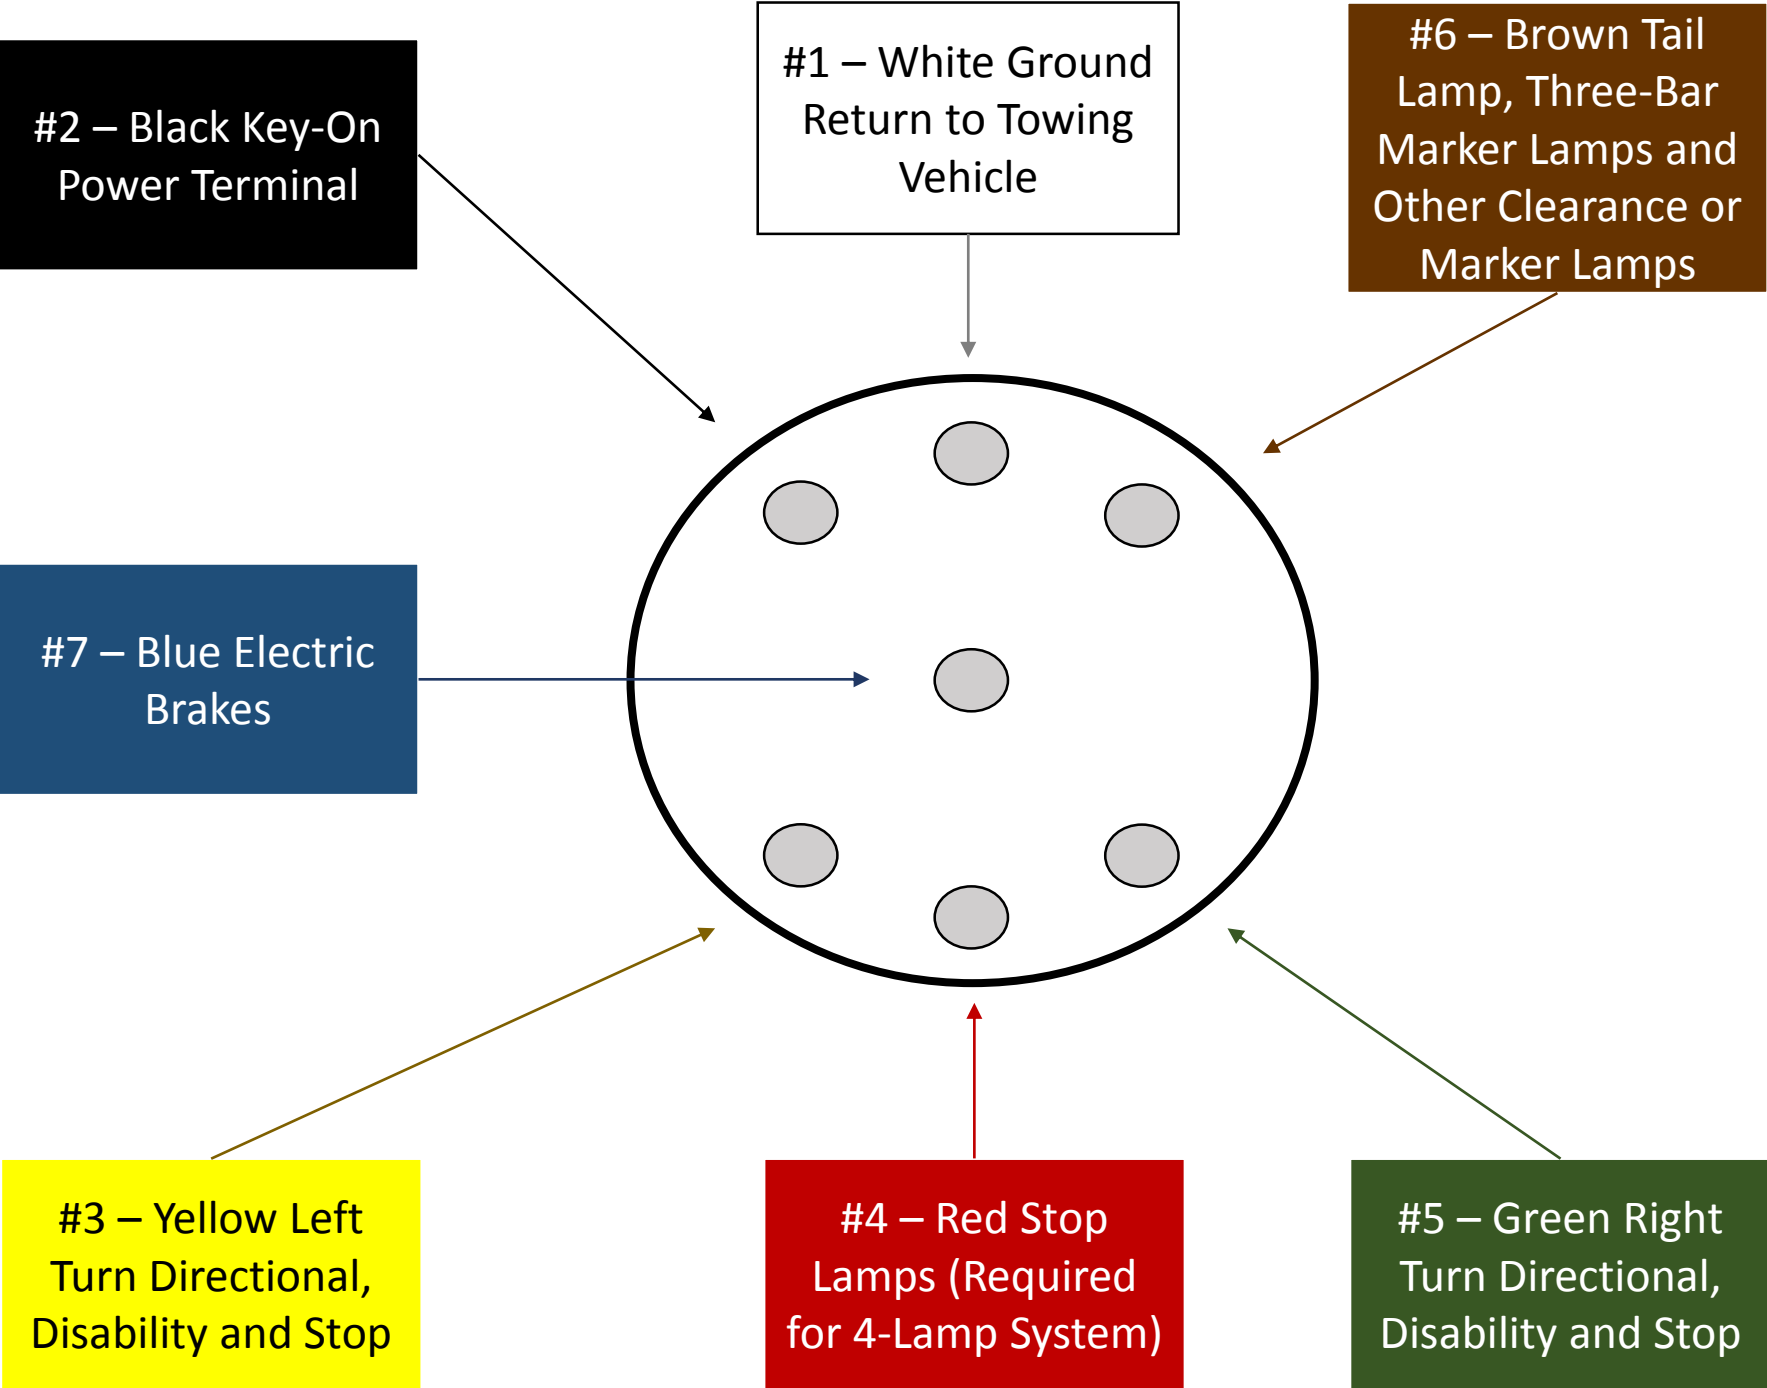 #2 – Black Key-On
Power Terminal
#1 – White Ground
Return to Towing
Vehicle
#6 – Brown Tail
Lamp, Three-Bar
Marker Lamps and
Other Clearance or
Marker Lamps
#7 – Blue Electric
Brakes
#3 – Yellow Left
Turn Directional,
Disability and Stop
#4 – Red Stop
Lamps (Required
for 4-Lamp System)
#5 – Green Right
Turn Directional,
Disability and Stop